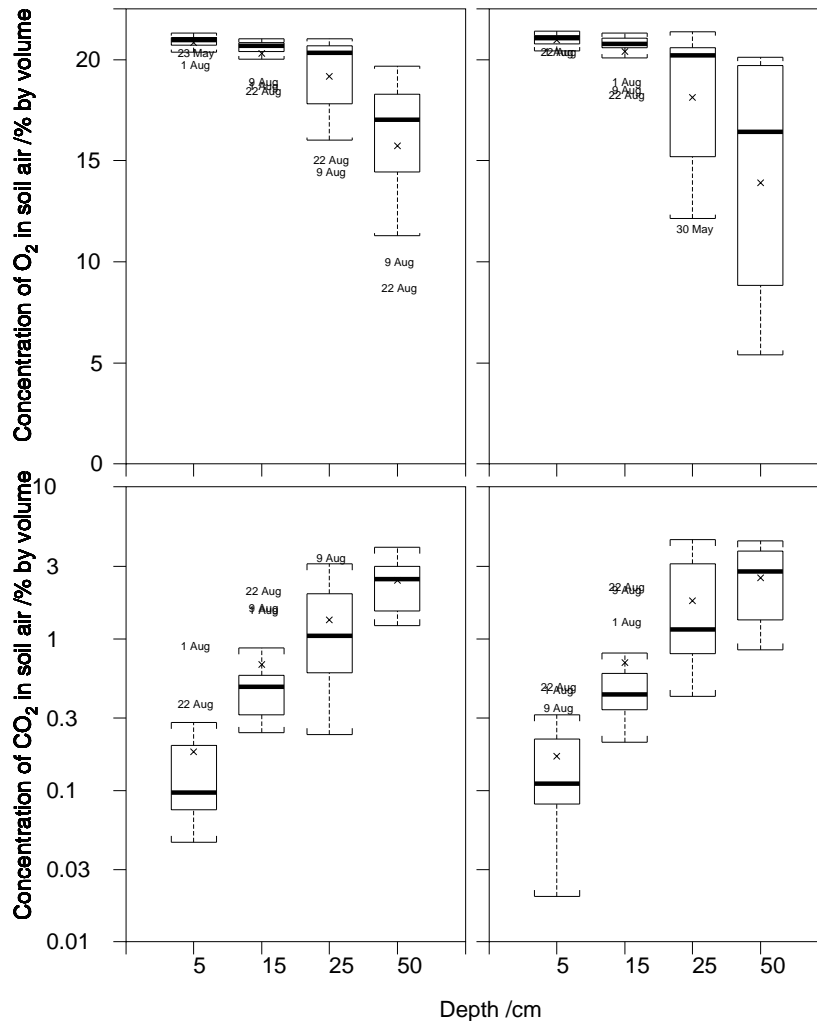 Concentration of O2 in soil air /% by volume
20
15
10
5
0
23 May
1 Aug
9 Aug
22 Aug
22 Aug
9 Aug
9 Aug
22 Aug
22 Aug
1 Aug
9 Aug
22 Aug
30 May
Concentration of CO2 in soil air /% by volume
10
3
1
0.3
0.1
0.03
0.01
1 Aug
22 Aug
22 Aug
9 Aug
1 Aug
9 Aug
22 Aug
1 Aug
9 Aug
22 Aug
9 Aug
1 Aug
5 15 25 50
5 15 25 50
Depth /cm